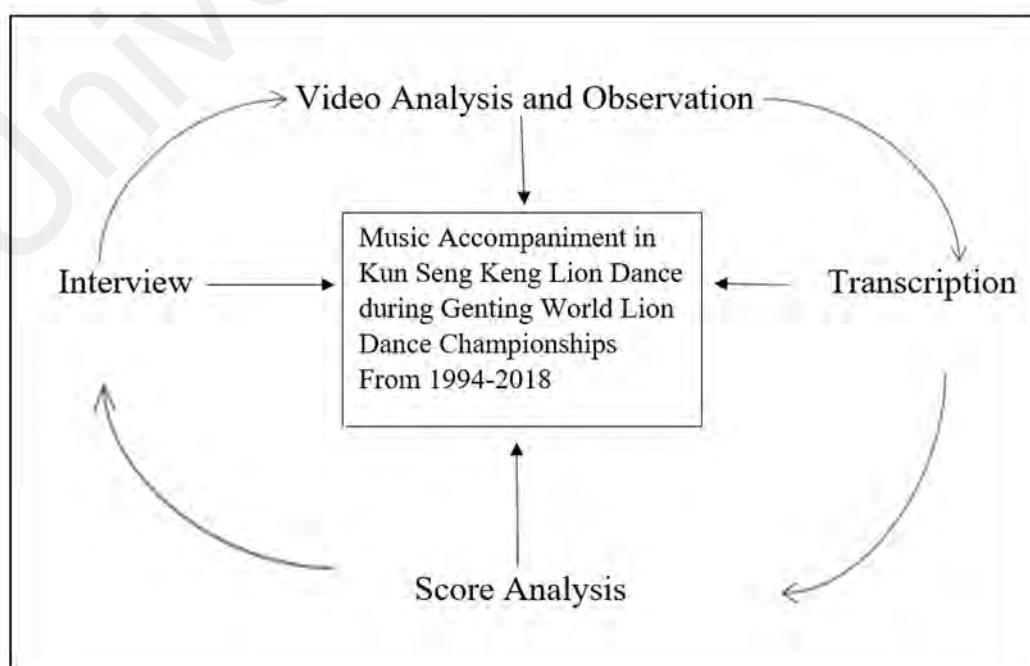 Univ
Video Analysis and Observation
Music Accompaniment in
Kun Seng Keng Lion Dance
during Genting World Lion
Dance Championships
From 1994-2018
Interview
Transcription
Score Analysis